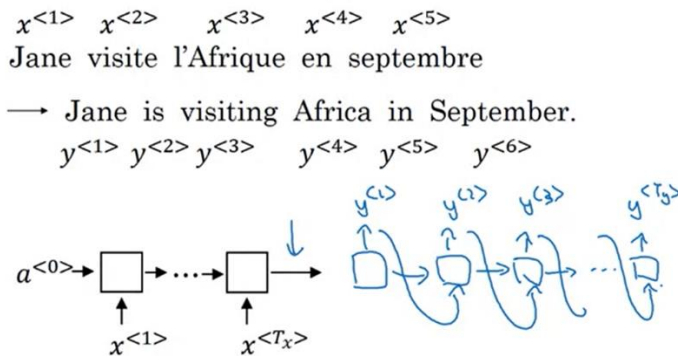 x<1> x<2> x<3> x<4> x<5>
Jane visite l'Afrique en septembre
→ Jane is visiting Africa in September.
y<1> y<2> y<3> y<4> y<5> y<6>
y<1> y<2> y<3> y<Ty>
a<0> → → ... → → → → ...
x<1> x<Tx>